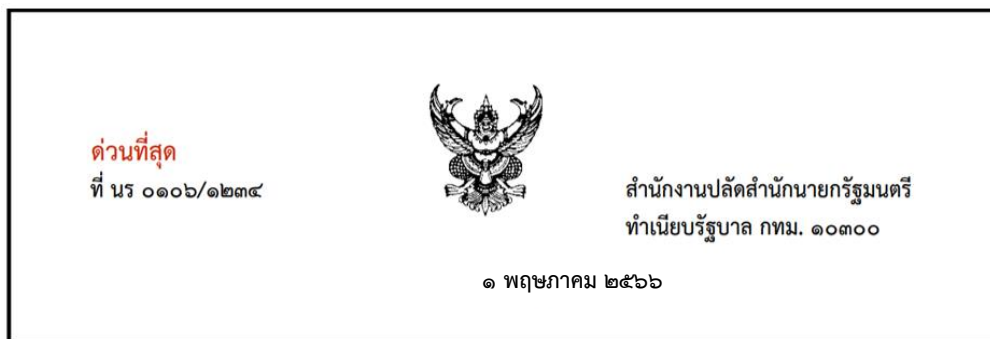 ด่วนที่สุด
ที่ นร ๐๑๐๖/๑๒๓๔
สำนักงานปลัดสำนักนายกรัฐมนตรี
ทำเนียบรัฐบาล กทม. ๑๐๓๐๐
๑ พฤษภาคม ๒๕๖๖